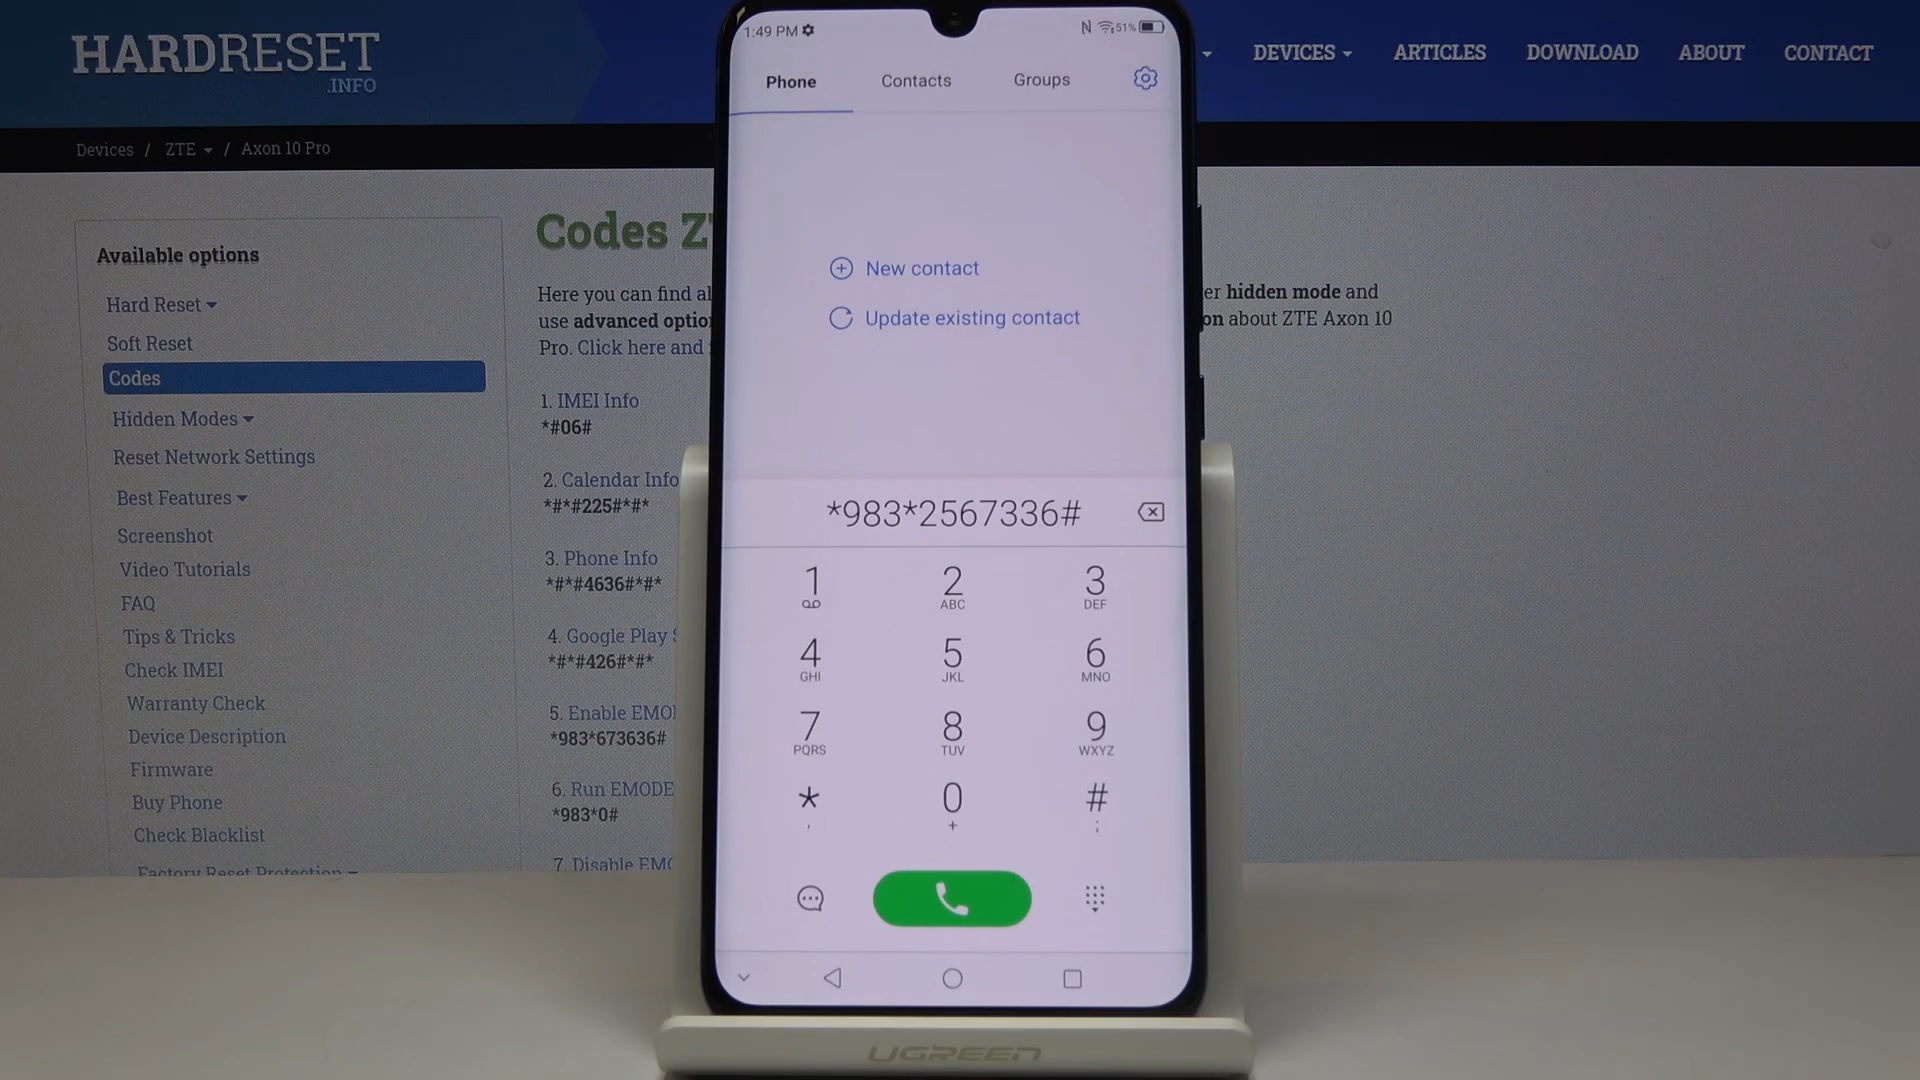 HARDRESET
.INFO
DEVICES
ARTICLES
DOWNLOAD
ABOUT
CONTACT
Devices / ZTE / Axon 10 Pro
Available options
Hard Reset
Soft Reset
Codes
Hidden Modes
Reset Network Settings
Best Features
Screenshot
Video Tutorials
FAQ
Tips & Tricks
Check IMEI
Warranty Check
Device Description
Firmware
Buy Phone
Check Blacklist
Factory Reset Protection
Codes
Here you can find
hidden mode and
use advanced
about ZTE Axon 10
Pro. Click here and
1. IMEI Info
*#06#
2. Calendar Info
*#*#225#*#*
3. Phone Info
*#*#4636#*#*
4. Google Play
*#*#426#*#*
5. Enable
*983*673636#
6. Run EMODE
*983*0#
7. Disable
1:49 PM
51%
Phone
Contacts
Groups
New contact
Update existing contact
*983*2567336#
1
2 ABC
3 DEF
4 GHI
5 JKL
6 MNO
7 PQRS
8 TUV
9 WXYZ
* ,
0 +
# ;
UGREEN